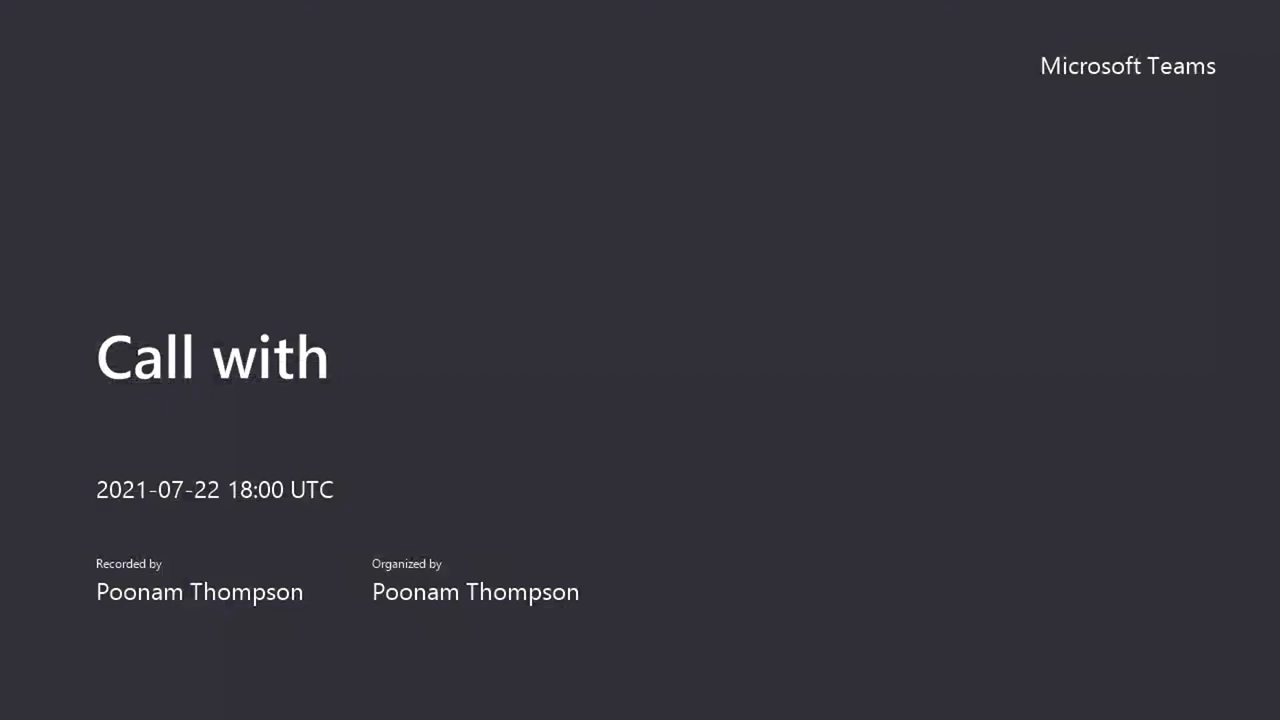 Microsoft Teams
Call with
2021-07-22 18:00 UTC
Recorded by
Poonam Thompson
Organized by
Poonam Thompson